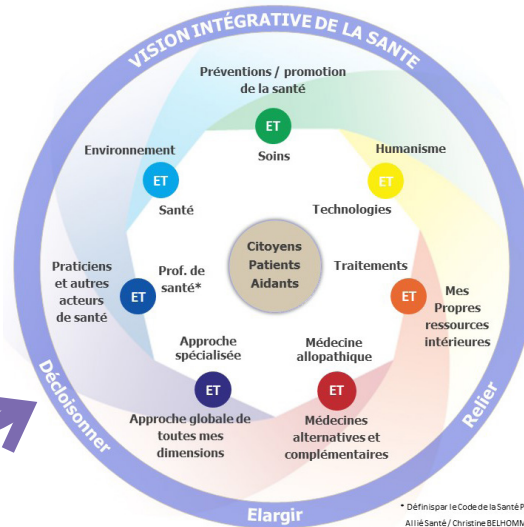 VISION INTÉGRATIVE DE LA SANTE
Préventions / promotion
de la santé
ET
Soins
Environnement
ET
Santé
Humanisme
ET
Technologies
Citoyens
Patients
Aidants
Praticiens
et autres
acteurs
de santé
ET
Prof. de
santé*
Traitements
ET
Mes
Propres
ressources
intérieures
Approche
spécialisée
ET
Approche globale de
toutes mes
dimensions
Médecine
allopathique
ET
Médecines
alternatives et
complémentaires
Décloisonner
Elargir
Relier
* Définis par le Code de la Santé P
Allié Santé / Christine BELHOMM